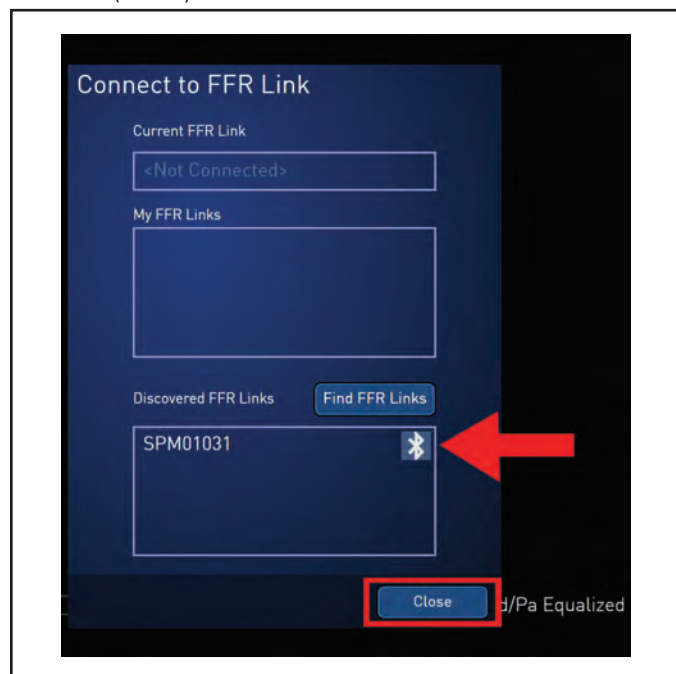 Connect to FFR Link
Current FFR Link
<Not Connected>
My FFR Links
Discovered FFR Links
Find FFR Links
SPM01031
Close
d/Pa Equalized